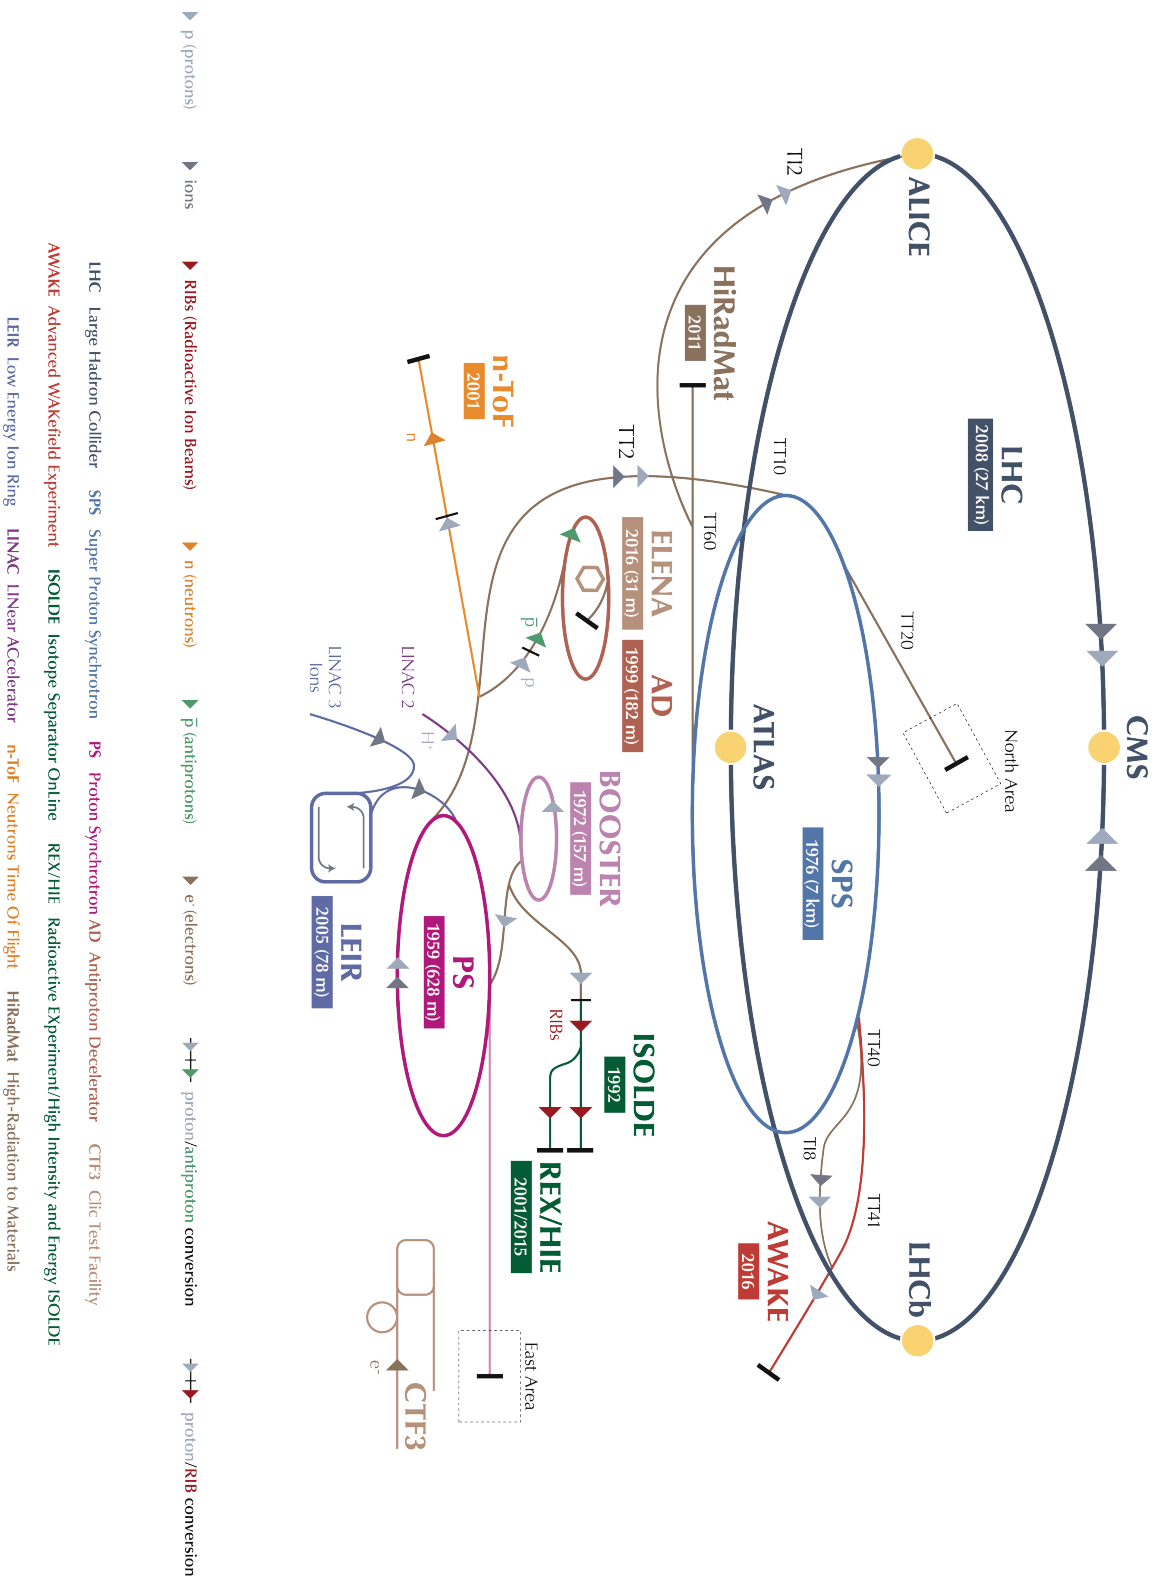 CMS
LHC
2008 (27 km)
North Area
ALICE
LHCb
TT20
TT40
TT41
SPS
1976 (7 km)
TI8
TI2
TT10
ATLAS
AWAKE
2016
HiRadMat
2011
TT60
ELENA
2016 (31 m)
AD
1999 (182 m)
TT2
BOOSTER
1972 (157 m)
ISOLDE
1992
p
p̄
RIBs
REX/HIE
2001/2015
n-ToF
2001
n
East Area
PS
1959 (628 m)
H⁺
LINAC 2
CTF3
e⁻
LINAC 3
Ions
LEIR
2005 (78 m)
p (protons)
ions
RIBs (Radioactive Ion Beams)
n (neutrons)
p̄ (antiprotons)
e⁻ (electrons)
proton/antiproton conversion
proton/RIB conversion
LHC Large Hadron Collider SPS Super Proton Synchrotron PS Proton Synchrotron AD Antiproton Decelerator CTF3 Clic Test Facility
AWAKE Advanced WAKefield Experiment ISOLDE Isotope Separator OnLine REX/HIE Radioactive EXperiment/High Intensity and Energy ISOLDE
LEIR Low Energy Ion Ring LINAC LINear ACcelerator n-ToF Neutrons Time Of Flight HiRadMat High-Radiation to Materials